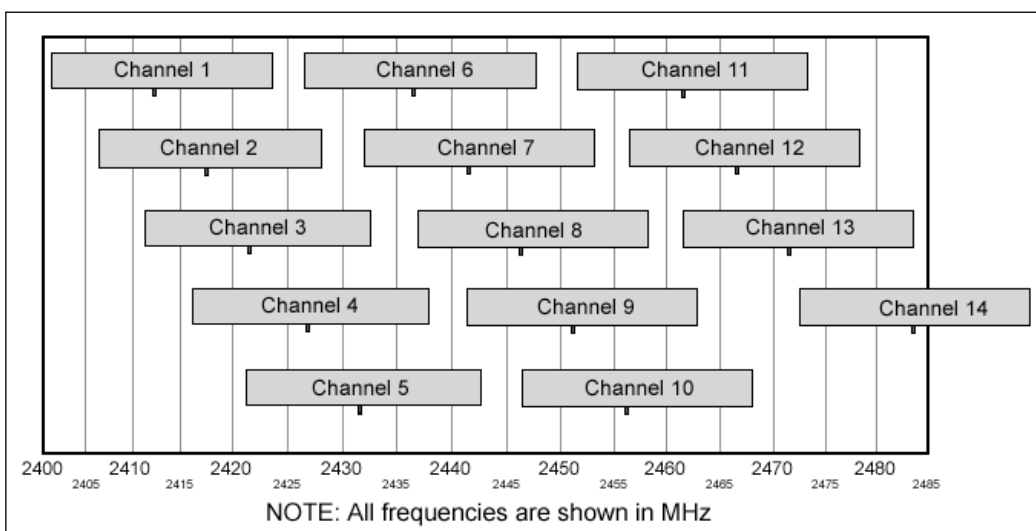 Channel 1 Channel 6 Channel 11
Channel 2 Channel 7 Channel 12
Channel 3 Channel 8 Channel 13
Channel 4 Channel 9 Channel 14
Channel 5 Channel 10
2400 2410 2420 2430 2440 2450 2460 2470 2480
2405 2415 2425 2435 2445 2455 2465 2475 2485
NOTE: All frequencies are shown in MHz